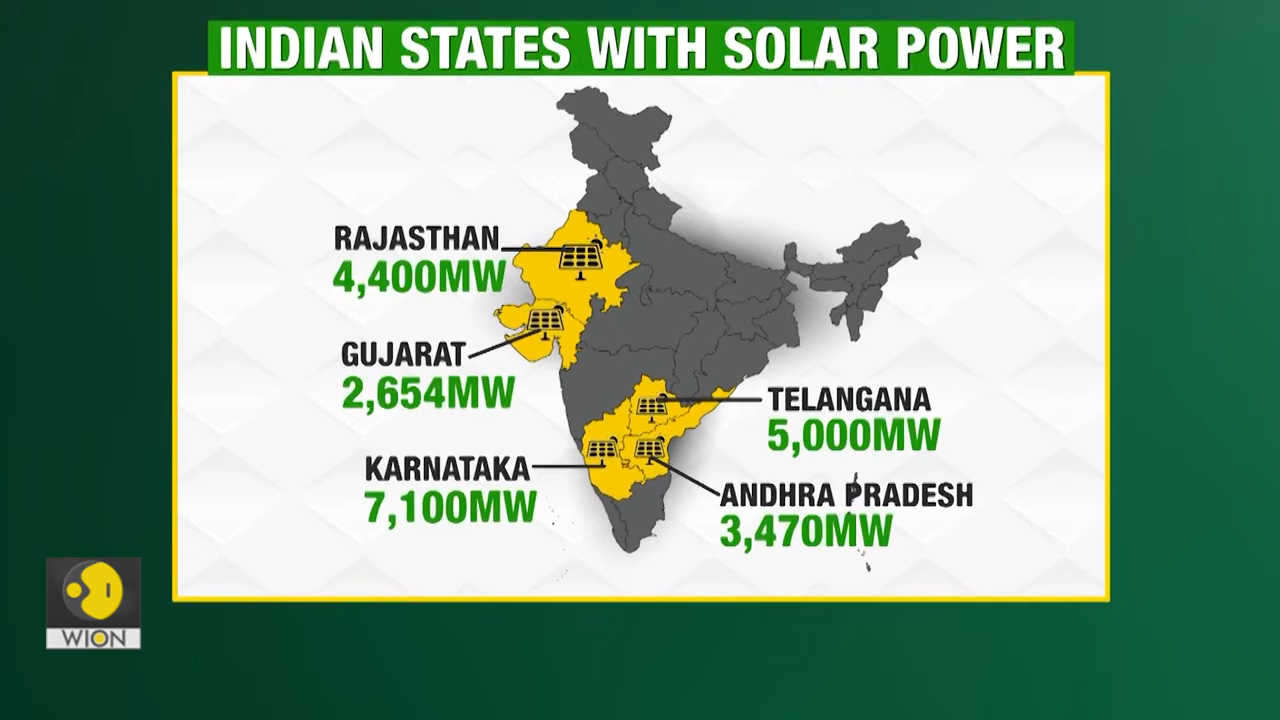 INDIAN STATES WITH SOLAR POWER
RAJASTHAN
4,400MW
GUJARAT
2,654MW
KARNATAKA
7,100MW
TELANGANA
5,000MW
ANDHRA PRADESH
3,470MW
WION